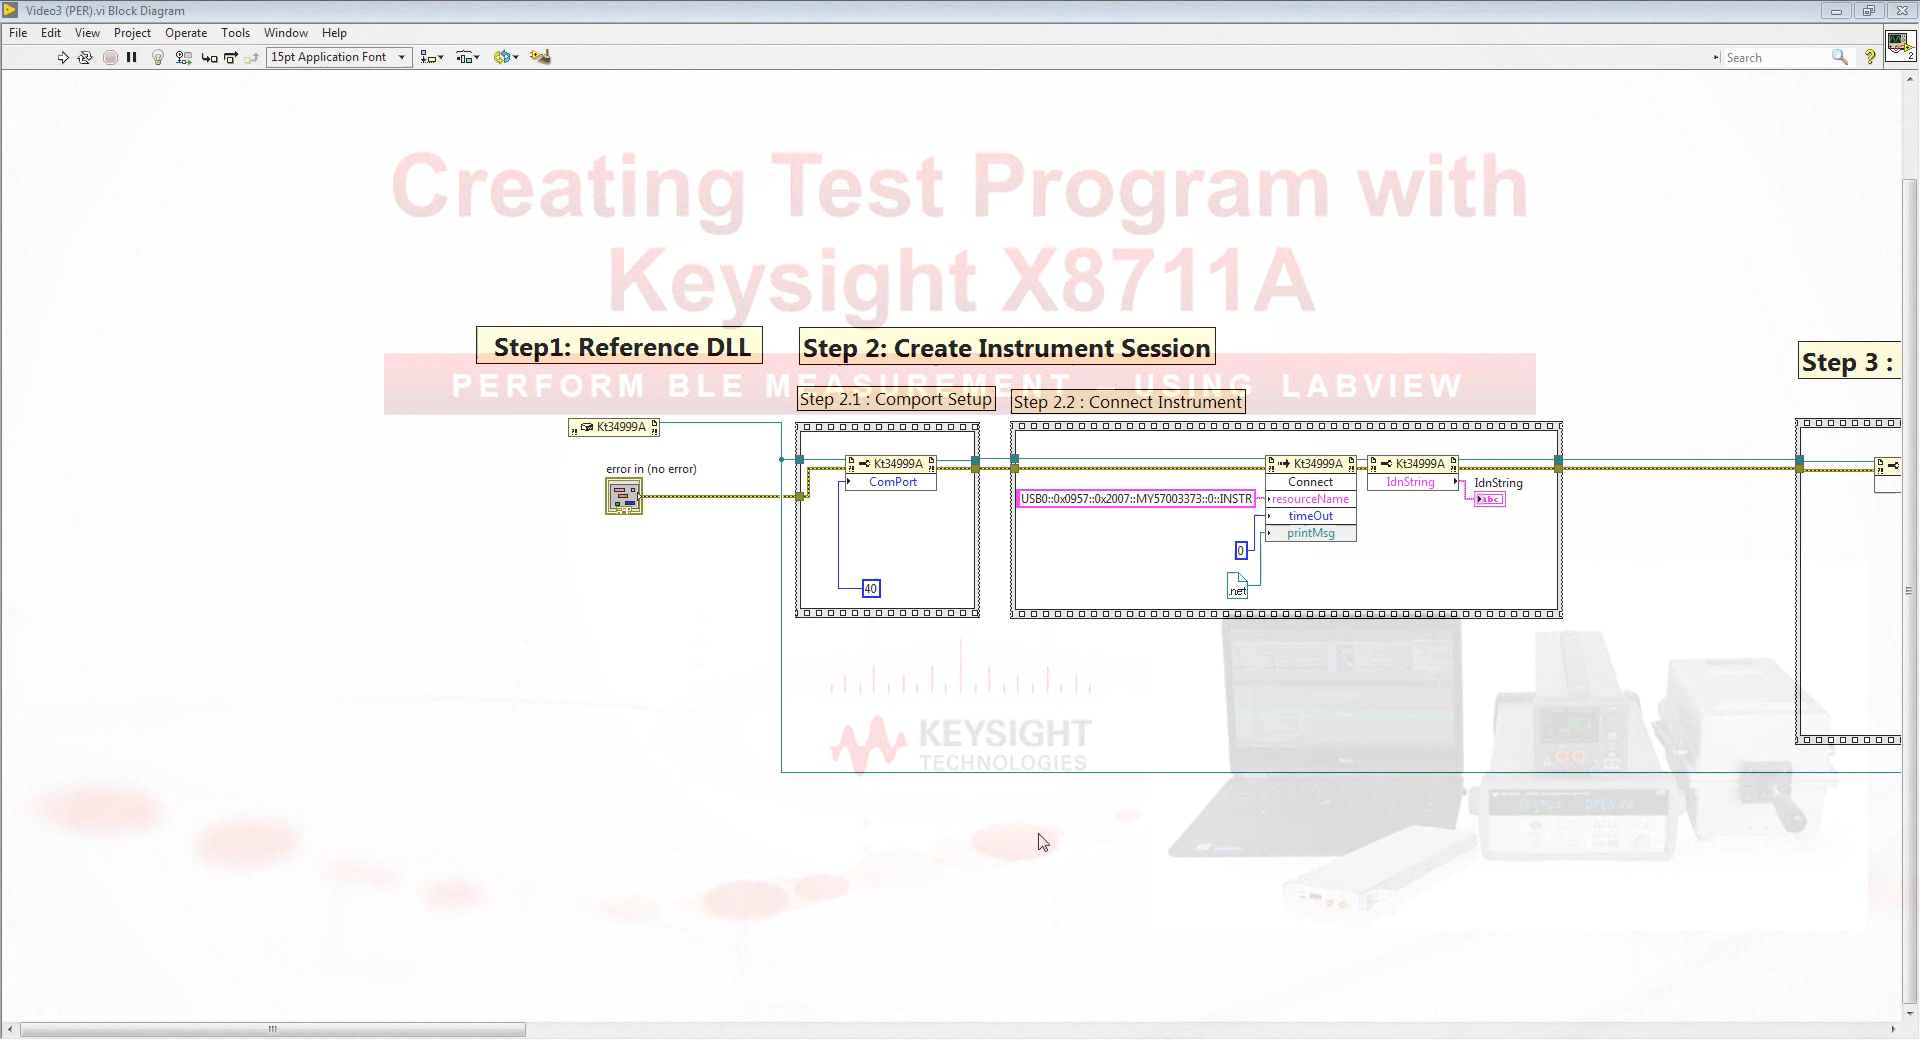 Video3 (PER).vi Block Diagram
File Edit View Project Operate Tools Window Help
15pt Application Font
Search
?
2
Creating Test Program with
Keysight X8711A
Step1: Reference DLL
Step 2: Create Instrument Session
Step 3 :
PERFORM BLE MEASUREMENT – USING LABVIEW
Step 2.1 : Comport Setup
Step 2.2 : Connect Instrument
Kt34999A
error in (no error)
Kt34999A
ComPort
40
Kt34999A
Connect
USB0::0x0957::0x2007::MY57003373::0::INSTR
resourceName
timeOut
printMsg
0
.net
Kt34999A
IdnString
IdnString
abc
KEYSIGHT
TECHNOLOGIES